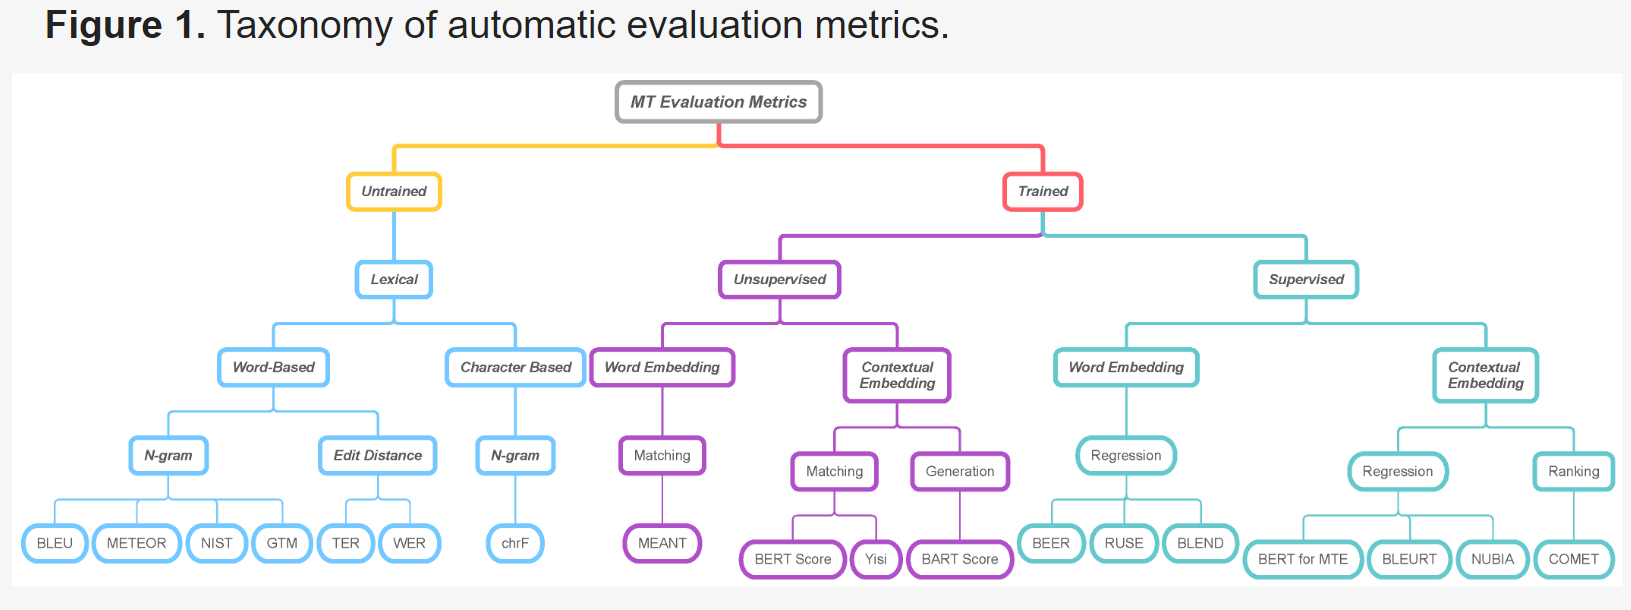 Figure 1. Taxonomy of automatic evaluation metrics.
MT Evaluation Metrics
Untrained
Trained
Lexical
Unsupervised
Supervised
Word-Based
Character Based
Word Embedding
Contextual
Embedding
Word Embedding
Contextual
Embedding
N-gram
Edit Distance
N-gram
Matching
Matching
Generation
Regression
Regression
Ranking
BLEU
METEOR
NIST
GTM
TER
WER
chrF
MEANT
BERT Score
Yisi
BART Score
BEER
RUSE
BLEND
BERT for MTE
BLEURT
NUBIA
COMET